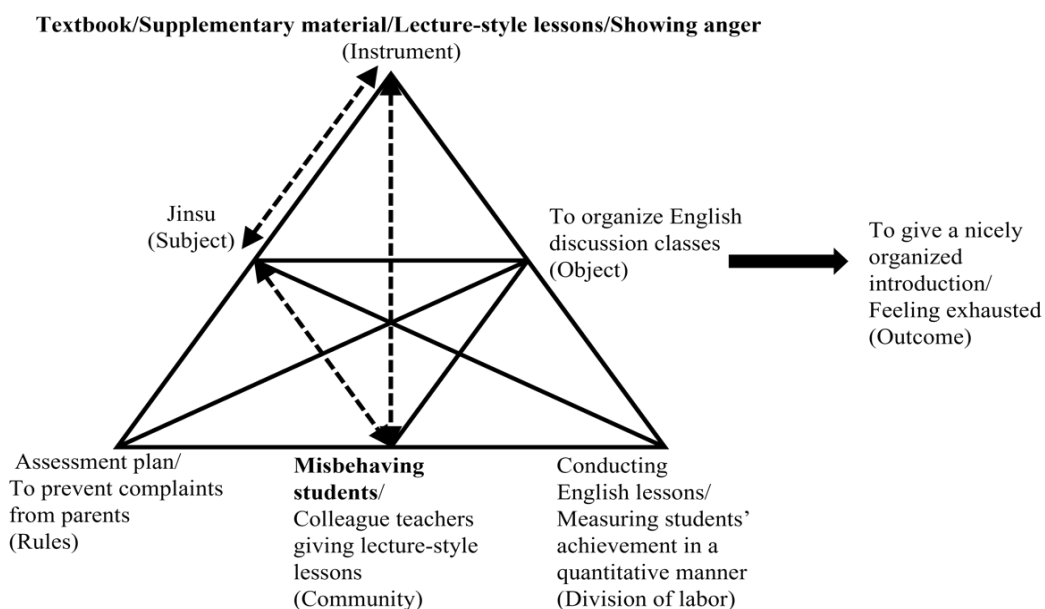 Textbook/Supplementary material/Lecture-style lessons/Showing anger
(Instrument)
Jinsu
(Subject)
To organize English
discussion classes
(Object)
To give a nicely
organized
introduction/
Feeling exhausted
(Outcome)
Assessment plan/
To prevent complaints
from parents
(Rules)
Misbehaving
students/
Colleague teachers
giving lecture-style
lessons
(Community)
Conducting
English lessons/
Measuring students’
achievement in a
quantitative manner
(Division of labor)